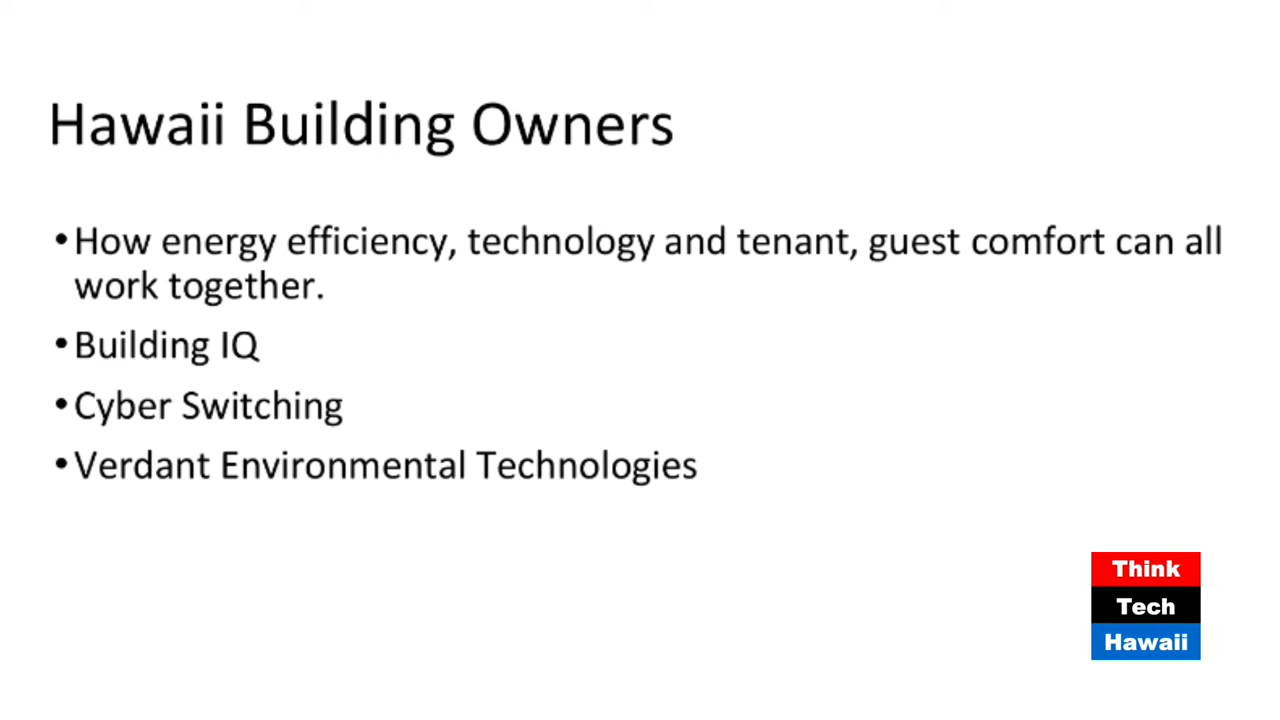 Hawaii Building Owners
•How energy efficiency, technology and tenant, guest comfort can all
work together.
•Building IQ
•Cyber Switching
•Verdant Environmental Technologies
Think
Tech
Hawaii